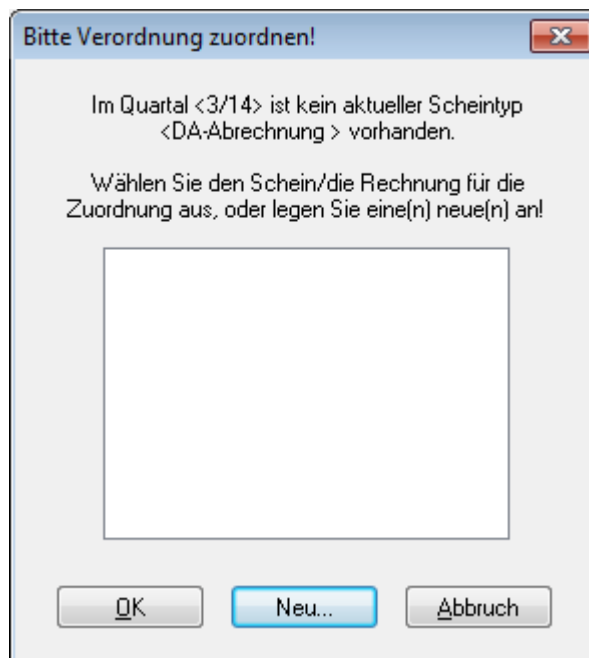 Bitte Verordnung zuordnen!
Im Quartal <3/14> ist kein aktueller Scheintyp
<DA-Abrechnung > vorhanden.
Wählen Sie den Schein/die Rechnung für die
Zuordnung aus, oder legen Sie eine(n) neue(n) an!
OK
Neu...
Abbruch